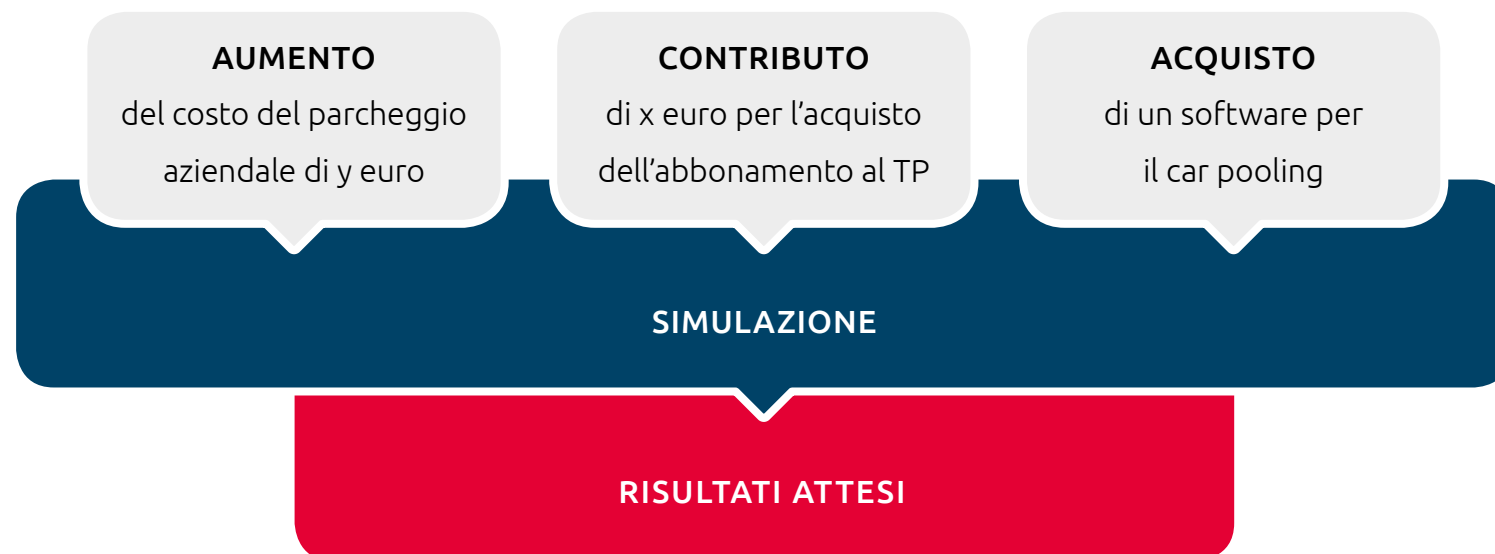 AUMENTO
del costo del parcheggio
aziendale di y euro
CONTRIBUTO
di x euro per l'acquisto
dell'abbonamento al TP
ACQUISTO
di un software per
il car pooling
SIMULAZIONE
RISULTATI ATTESI